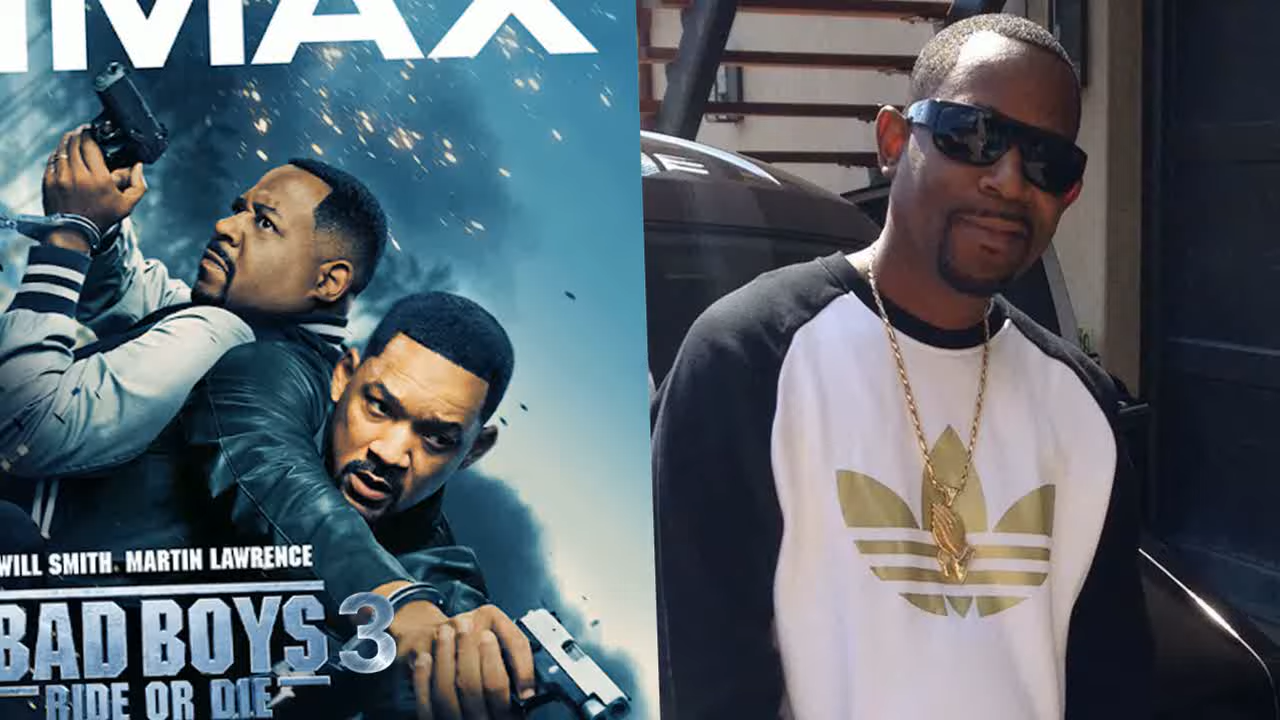 IMAX
WILL SMITH MARTIN LAWRENCE
BAD BOYS 3
RIDE OR DIE